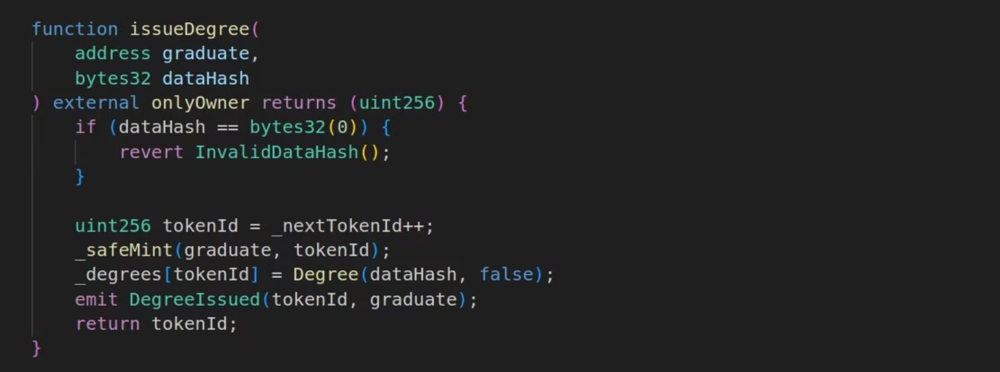 function issueDegree(
    address graduate,
    bytes32 dataHash
) external onlyOwner returns (uint256) {
    if (dataHash == bytes32(0)) {
        revert InvalidDataHash();
    }

    uint256 tokenId = _nextTokenId++;
    _safeMint(graduate, tokenId);
    _degrees[tokenId] = Degree(dataHash, false);
    emit DegreeIssued(tokenId, graduate);
    return tokenId;
}